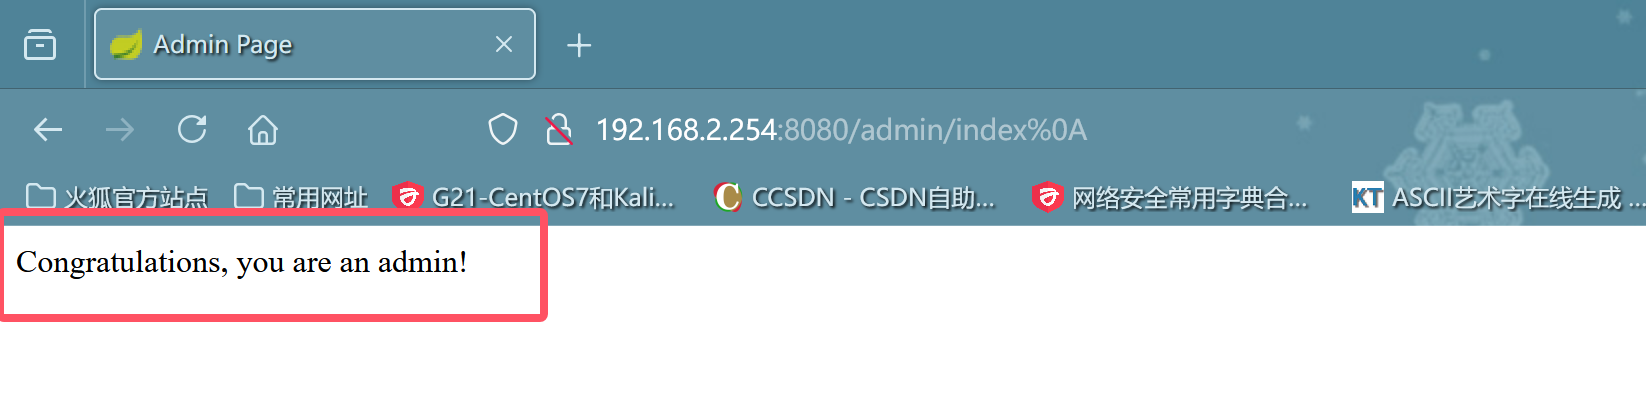 Admin Page
192.168.2.254:8080/admin/index%0A
火狐官方站点 常用网址 G21-CentOS7和Kali... CCSDN - CSDN自助... 网络安全常用字典合... KT ASCII艺术字在线生成 ...
Congratulations, you are an admin!